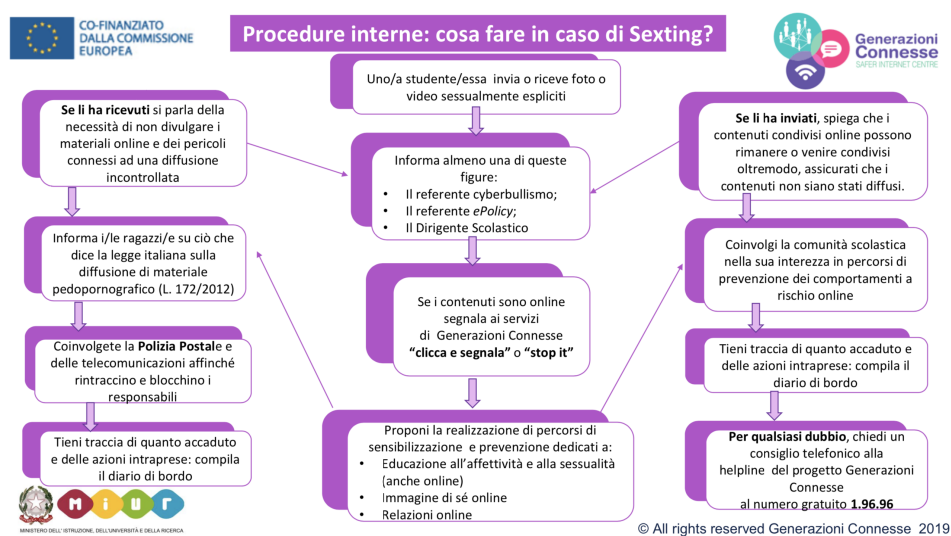 CO-FINANZIATO
DALLA COMMISSIONE
EUROPEA
Procedure interne: cosa fare in caso di Sexting?
Generazioni
Connesse
SAFER INTERNET CENTRE
Uno/a studente/essa invia o riceve foto o
video sessualmente espliciti
Se li ha ricevuti si parla della
necessità di non divulgare i
materiali online e dei pericoli
connessi ad una diffusione
incontrollata
Informa i/le ragazzi/e su ciò che
dice la legge italiana sulla
diffusione di materiale
pedopornografico (L. 172/2012)
Coinvolgete la Polizia Postale e
delle telecomunicazioni affinché
rintraccino e blocchino i
responsabili
Tieni traccia di quanto accaduto
e delle azioni intraprese: compila
il diario di bordo
Informa almeno una di queste
figure:
• Il referente cyberbullismo;
• Il referente ePolicy;
• Il Dirigente Scolastico
Se i contenuti sono online
segnala ai servizi
di Generazioni Connesse
“clicca e segnala” o “stop it”
Proponi la realizzazione di percorsi di
sensibilizzazione e prevenzione dedicati a:
• Educazione all’affettività e alla sessualità
(anche online)
• Immagine di sé online
• Relazioni online
Se li ha inviati, spiega che i
contenuti condivisi online possono
rimanere o venire condivisi
oltremodo, assicurati che i
contenuti non siano stati diffusi.
Coinvolgi la comunità scolastica
nella sua interezza in percorsi di
prevenzione dei comportamenti a
rischio online
Tieni traccia di quanto accaduto e
delle azioni intraprese: compila il
diario di bordo
Per qualsiasi dubbio, chiedi un
consiglio telefonico alla
helpline del progetto Generazioni
Connesse
al numero gratuito 1.96.96
miur
MINISTERO DELL’ISTRUZIONE, DELL’UNIVERSITÀ E DELLA RICERCA
© All rights reserved Generazioni Connesse 2019